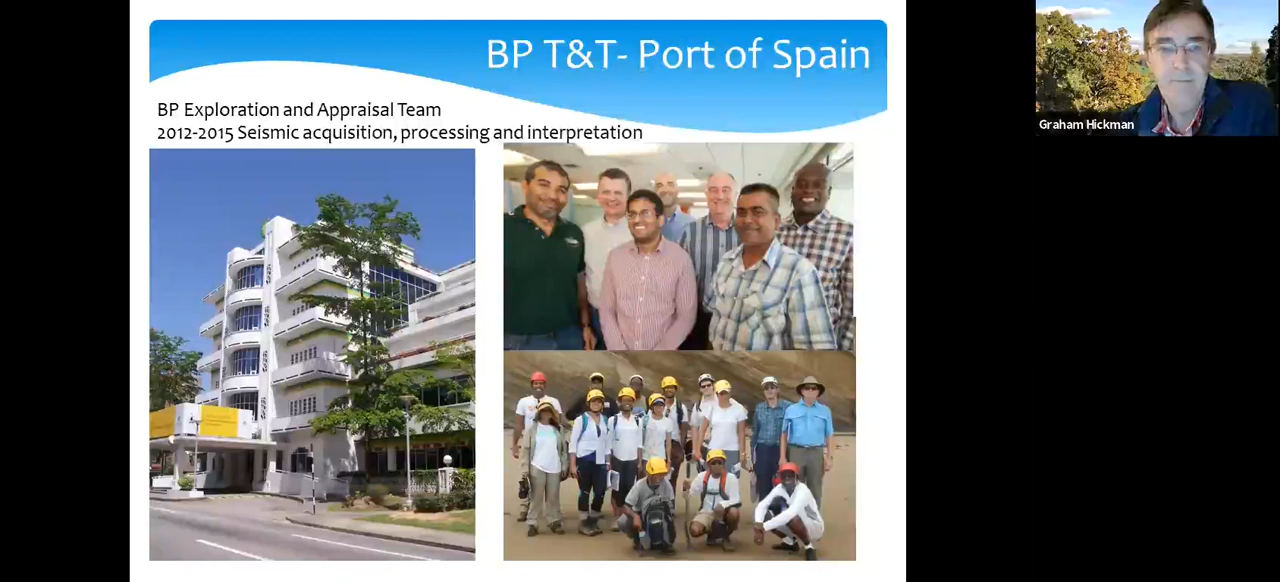 BP T&T- Port of Spain
BP Exploration and Appraisal Team
2012-2015 Seismic acquisition, processing and interpretation
Graham Hickman